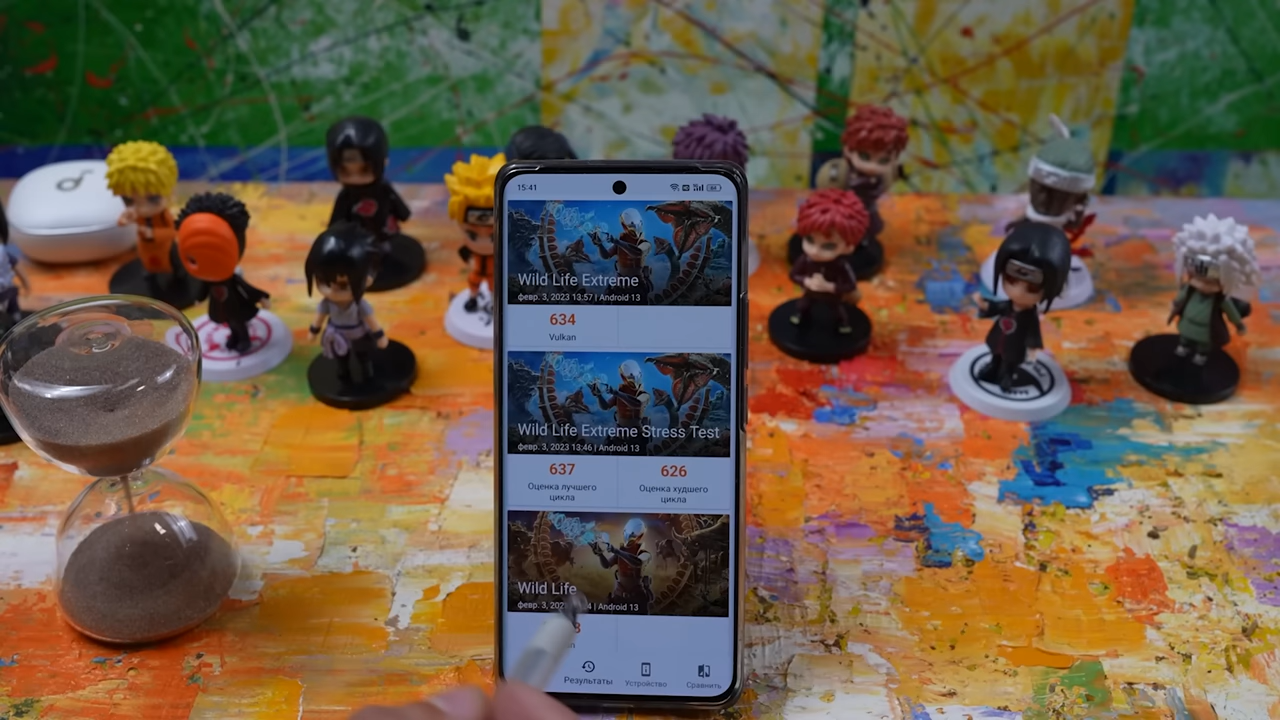 15:41
Wild Life Extreme
февр. 3, 2023 13:57 | Android 13
634
Vulkan
Wild Life Extreme Stress Test
февр. 3, 2023 13:46 | Android 13
637
626
Оценка лучшего
цикла
Оценка худшего
цикла
Wild Life
февр. 3, 4 | Android 13
Результаты
Устройство
Сравнить